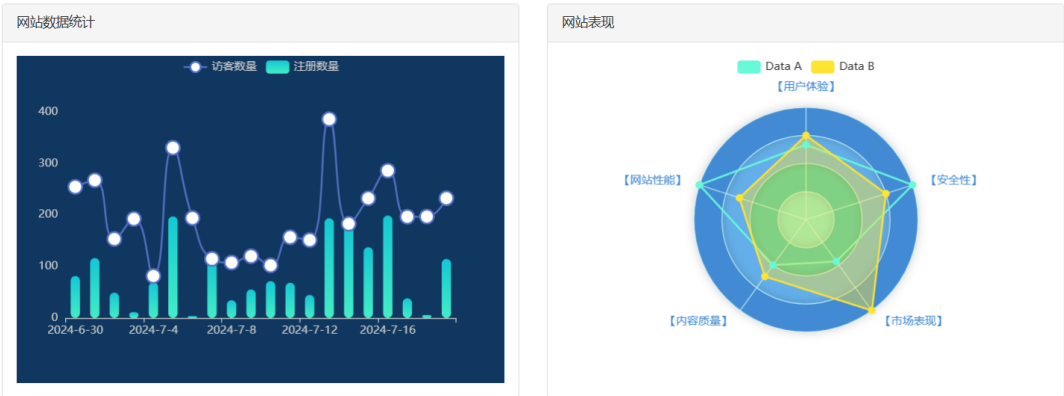 网站数据统计
访客数量 注册数量
400
300
200
100
0
2024-6-30 2024-7-4 2024-7-8 2024-7-12 2024-7-16
网站表现
Data A Data B
【用户体验】
【网站性能】 【安全性】
【内容质量】 【市场表现】